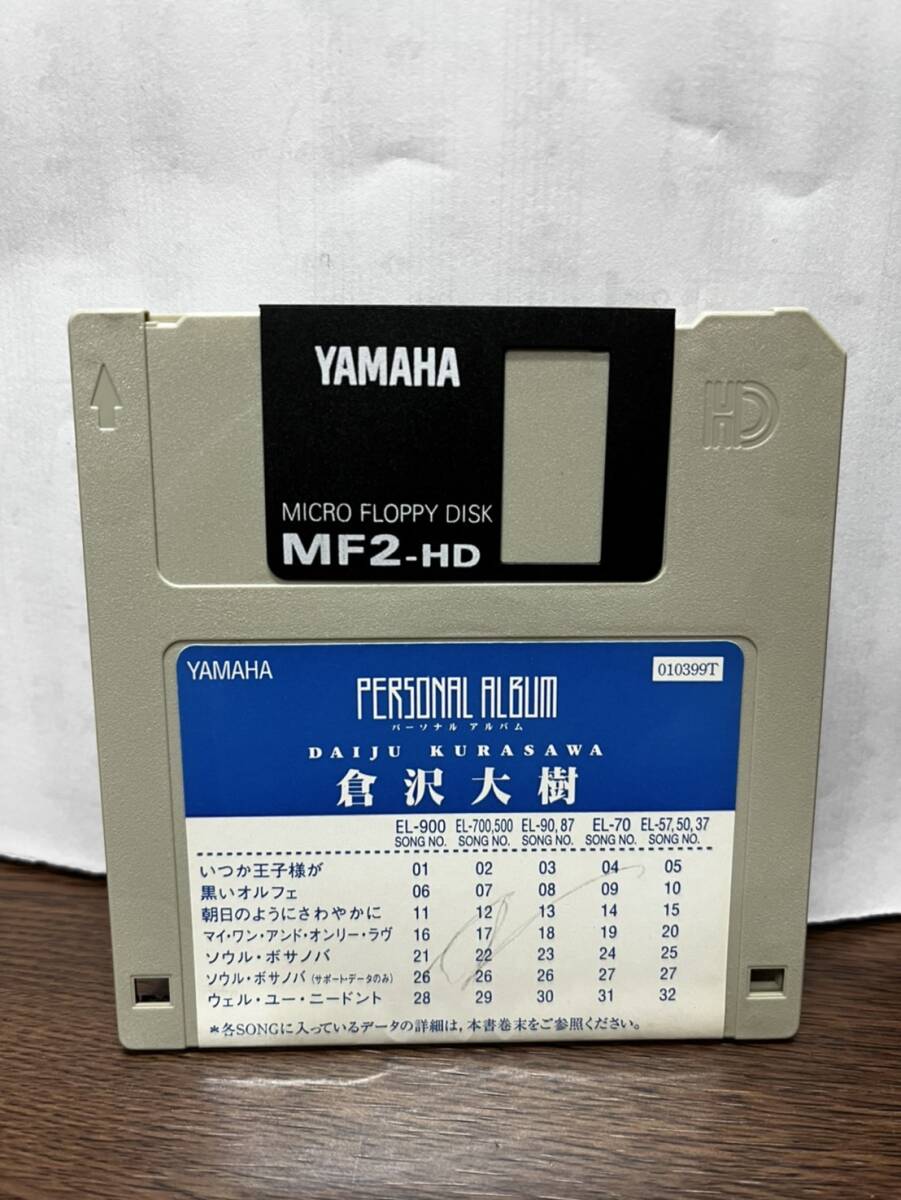 YAMAHA
HD
MICRO FLOPPY DISK
MF2-HD
YAMAHA
010399T
PERSONAL ALBUM
パーソナル アルバム
DAIJU KURASAWA
倉沢大樹
EL-900 EL-700,500 EL-90,87 EL-70 EL-57,50,37
SONG NO. SONG NO. SONG NO. SONG NO. SONG NO.
いつか王子様が 01 02 03 04 05
黒いオルフェ 06 07 08 09 10
朝日のようにさわやかに 11 12 13 14 15
マイ・ワン・アンド・オンリー・ラヴ 16 17 18 19 20
ソウル・ボサノバ 21 22 23 24 25
ソウル・ボサノバ (サポートデータのみ) 26 26 26 27 27
ウェル・ユー・ニードント 28 29 30 31 32
*各SONGに入っているデータの詳細は,本書巻末をご参照ください。